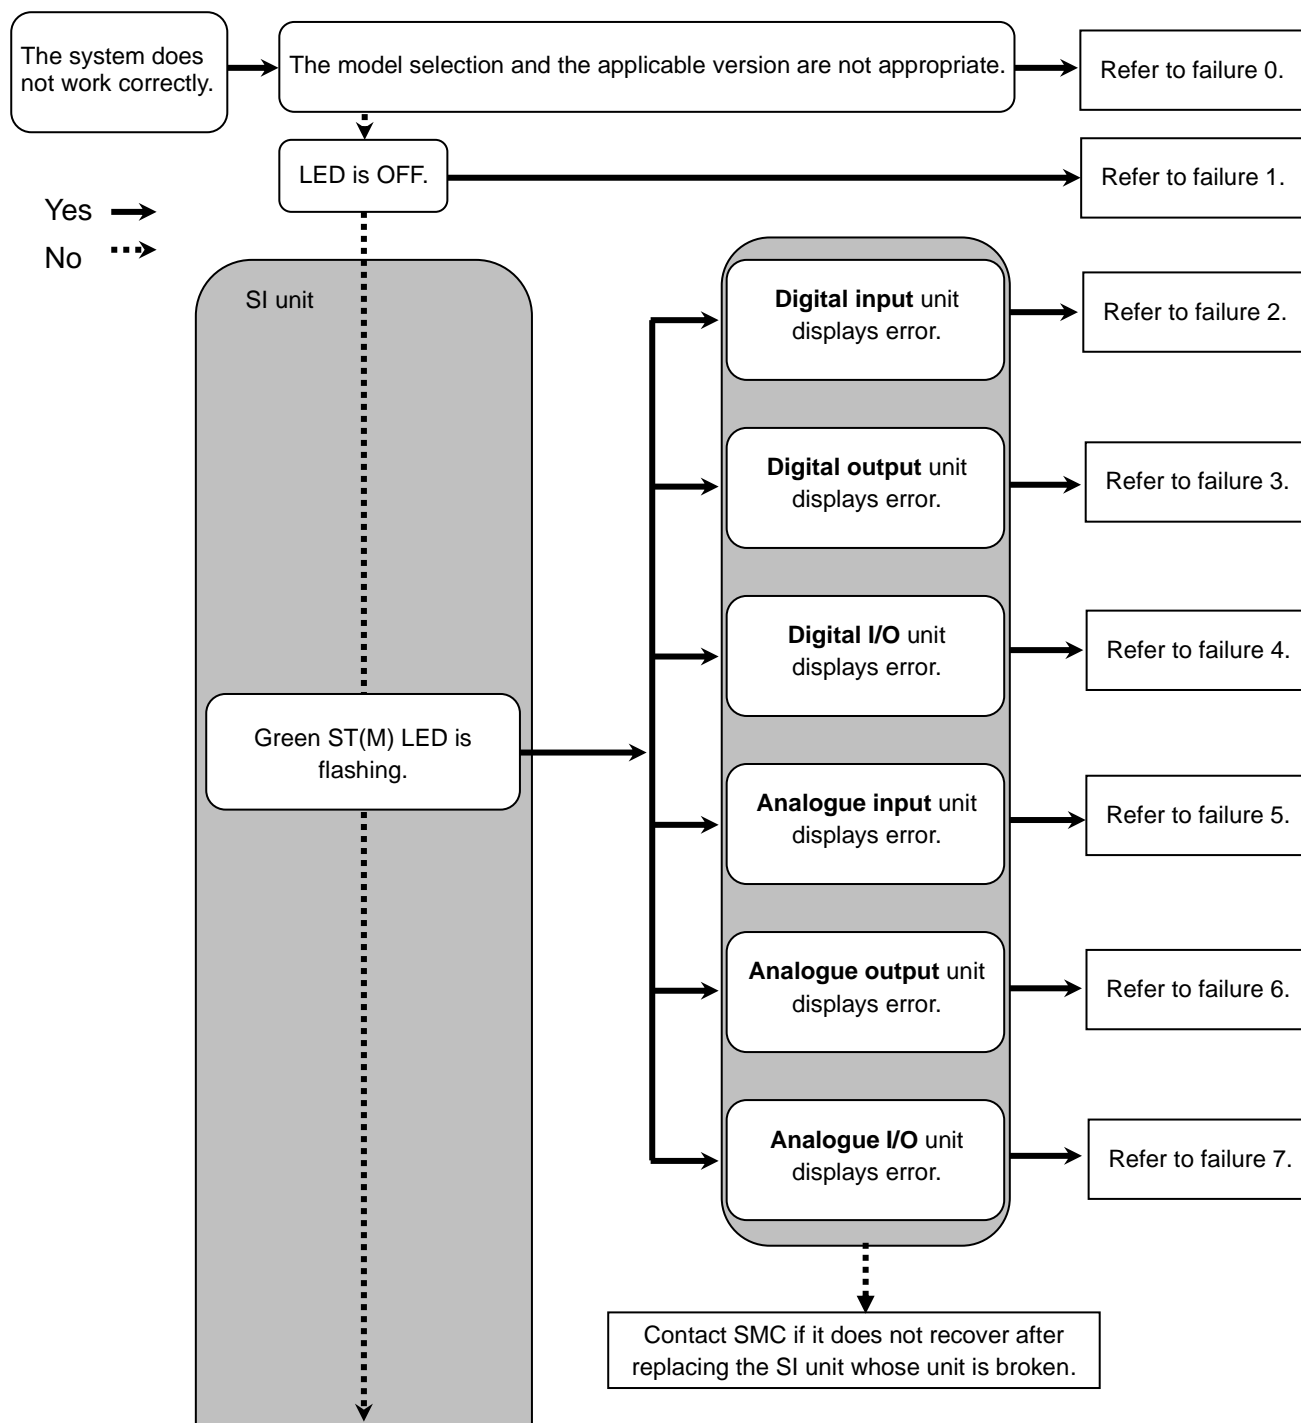 The system does
not work correctly.
The model selection and the applicable version are not appropriate.
Refer to failure 0.
LED is OFF.
Refer to failure 1.
Yes
No
SI unit
Digital input unit
displays error.
Refer to failure 2.
Digital output unit
displays error.
Refer to failure 3.
Digital I/O unit
displays error.
Refer to failure 4.
Green ST(M) LED is
flashing.
Analogue input unit
displays error.
Refer to failure 5.
Analogue output unit
displays error.
Refer to failure 6.
Analogue I/O unit
displays error.
Refer to failure 7.
Contact SMC if it does not recover after
replacing the SI unit whose unit is broken.